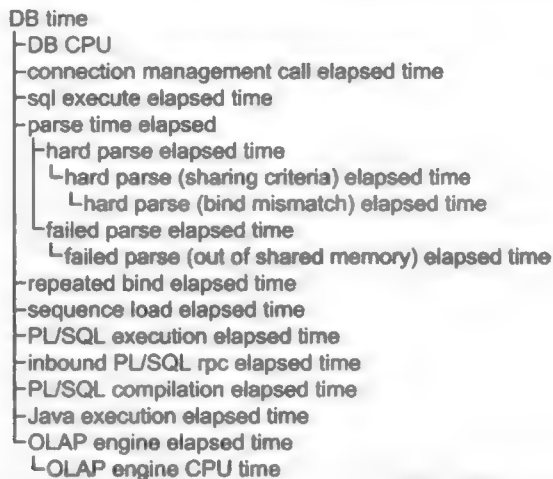 DB time
DB CPU
connection management call elapsed time
sql execute elapsed time
parse time elapsed
hard parse elapsed time
hard parse (sharing criteria) elapsed time
hard parse (bind mismatch) elapsed time
failed parse elapsed time
failed parse (out of shared memory) elapsed time
repeated bind elapsed time
sequence load elapsed time
PL/SQL execution elapsed time
inbound PL/SQL rpc elapsed time
PL/SQL compilation elapsed time
Java execution elapsed time
OLAP engine elapsed time
OLAP engine CPU time